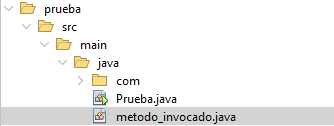 prueba
src
main
java
com
Prueba.java
metodo_invocado.java